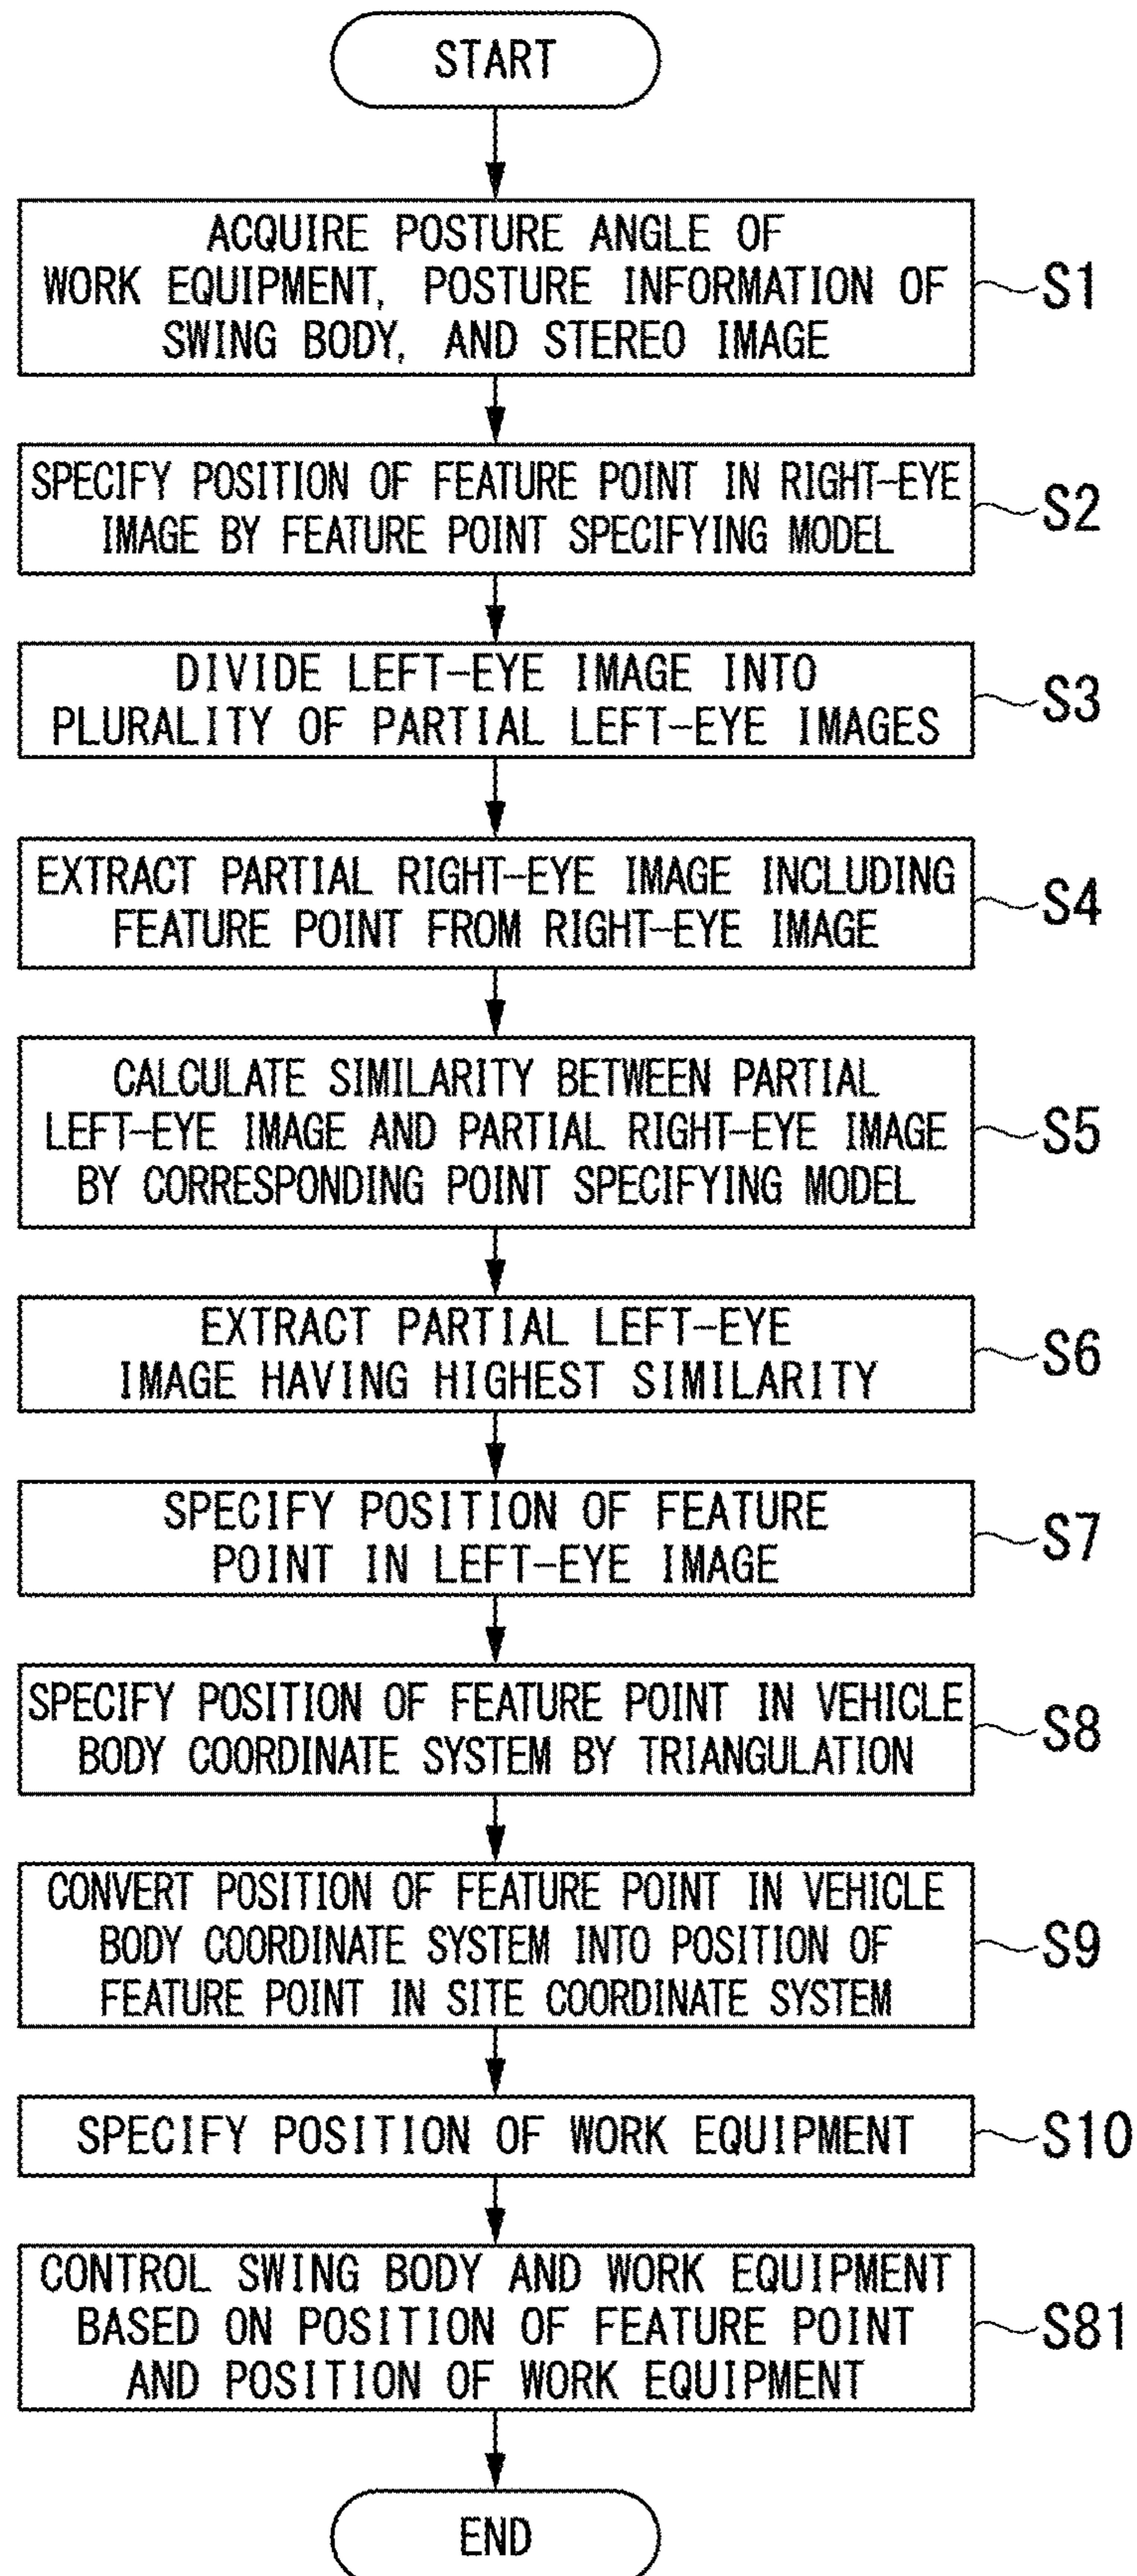 START
ACQUIRE POSTURE ANGLE OF
WORK EQUIPMENT, POSTURE INFORMATION OF
SWING BODY, AND STEREO IMAGE
S1
SPECIFY POSITION OF FEATURE POINT IN RIGHT-EYE
IMAGE BY FEATURE POINT SPECIFYING MODEL
S2
DIVIDE LEFT-EYE IMAGE INTO
PLURALITY OF PARTIAL LEFT-EYE IMAGES
S3
EXTRACT PARTIAL RIGHT-EYE IMAGE INCLUDING
FEATURE POINT FROM RIGHT-EYE IMAGE
S4
CALCULATE SIMILARITY BETWEEN PARTIAL
LEFT-EYE IMAGE AND PARTIAL RIGHT-EYE IMAGE
BY CORRESPONDING POINT SPECIFYING MODEL
S5
EXTRACT PARTIAL LEFT-EYE
IMAGE HAVING HIGHEST SIMILARITY
S6
SPECIFY POSITION OF FEATURE
POINT IN LEFT-EYE IMAGE
S7
SPECIFY POSITION OF FEATURE POINT IN VEHICLE
BODY COORDINATE SYSTEM BY TRIANGULATION
S8
CONVERT POSITION OF FEATURE POINT IN VEHICLE
BODY COORDINATE SYSTEM INTO POSITION OF
FEATURE POINT IN SITE COORDINATE SYSTEM
S9
SPECIFY POSITION OF WORK EQUIPMENT
S10
CONTROL SWING BODY AND WORK EQUIPMENT
BASED ON POSITION OF FEATURE POINT
AND POSITION OF WORK EQUIPMENT
S81
END